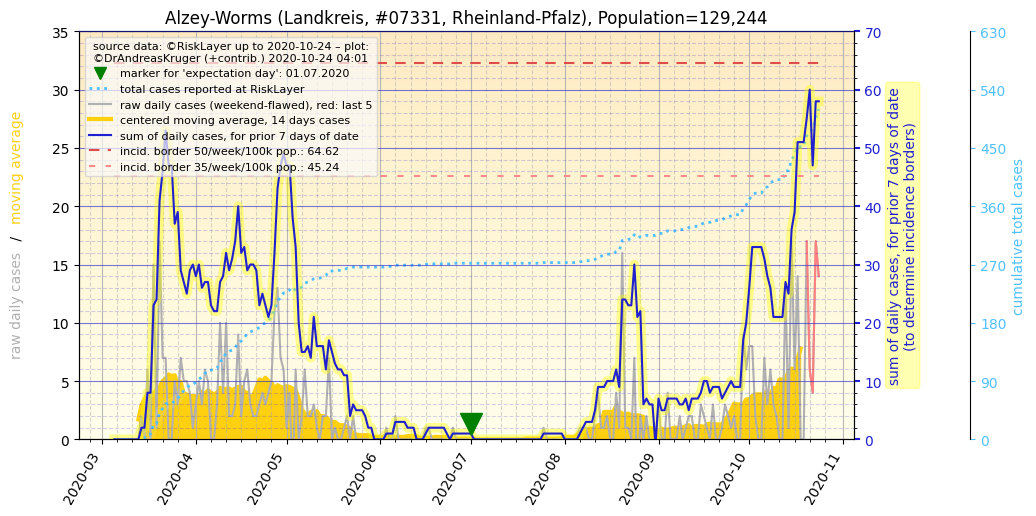 Alzey-Worms (Landkreis, #07331, Rheinland-Pfalz), Population=129,244
source data: ©RiskLayer up to 2020-10-24 – plot:
©DrAndreasKruger (+contrib.) 2020-10-24 04:01
marker for 'expectation day': 01.07.2020
total cases reported at RiskLayer
raw daily cases (weekend-flawed), red: last 5
centered moving average, 14 days cases
sum of daily cases, for prior 7 days of date
incid. border 50/week/100k pop.: 64.62
incid. border 35/week/100k pop.: 45.24
raw daily cases / moving average
35
30
25
20
15
10
5
0
70
60
50
40
30
20
10
0
sum of daily cases, for prior 7 days of date
(to determine incidence borders)
630
540
450
360
270
180
90
0
cumulative total cases
2020-03
2020-04
2020-05
2020-06
2020-07
2020-08
2020-09
2020-10
2020-11